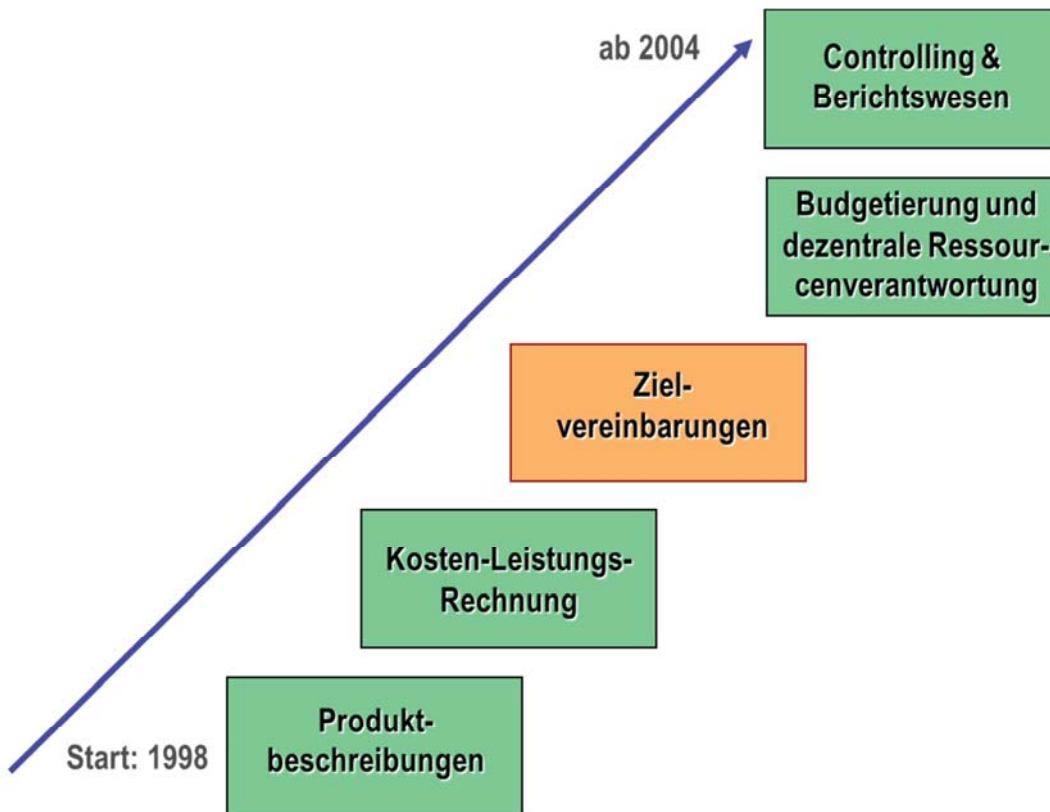 ab 2004
Controlling &
Berichtswesen
Budgetierung und
dezentrale Ressour-
cenverantwortung
Ziel-
vereinbarungen
Kosten-Leistungs-
Rechnung
Produkt-
beschreibungen
Start: 1998